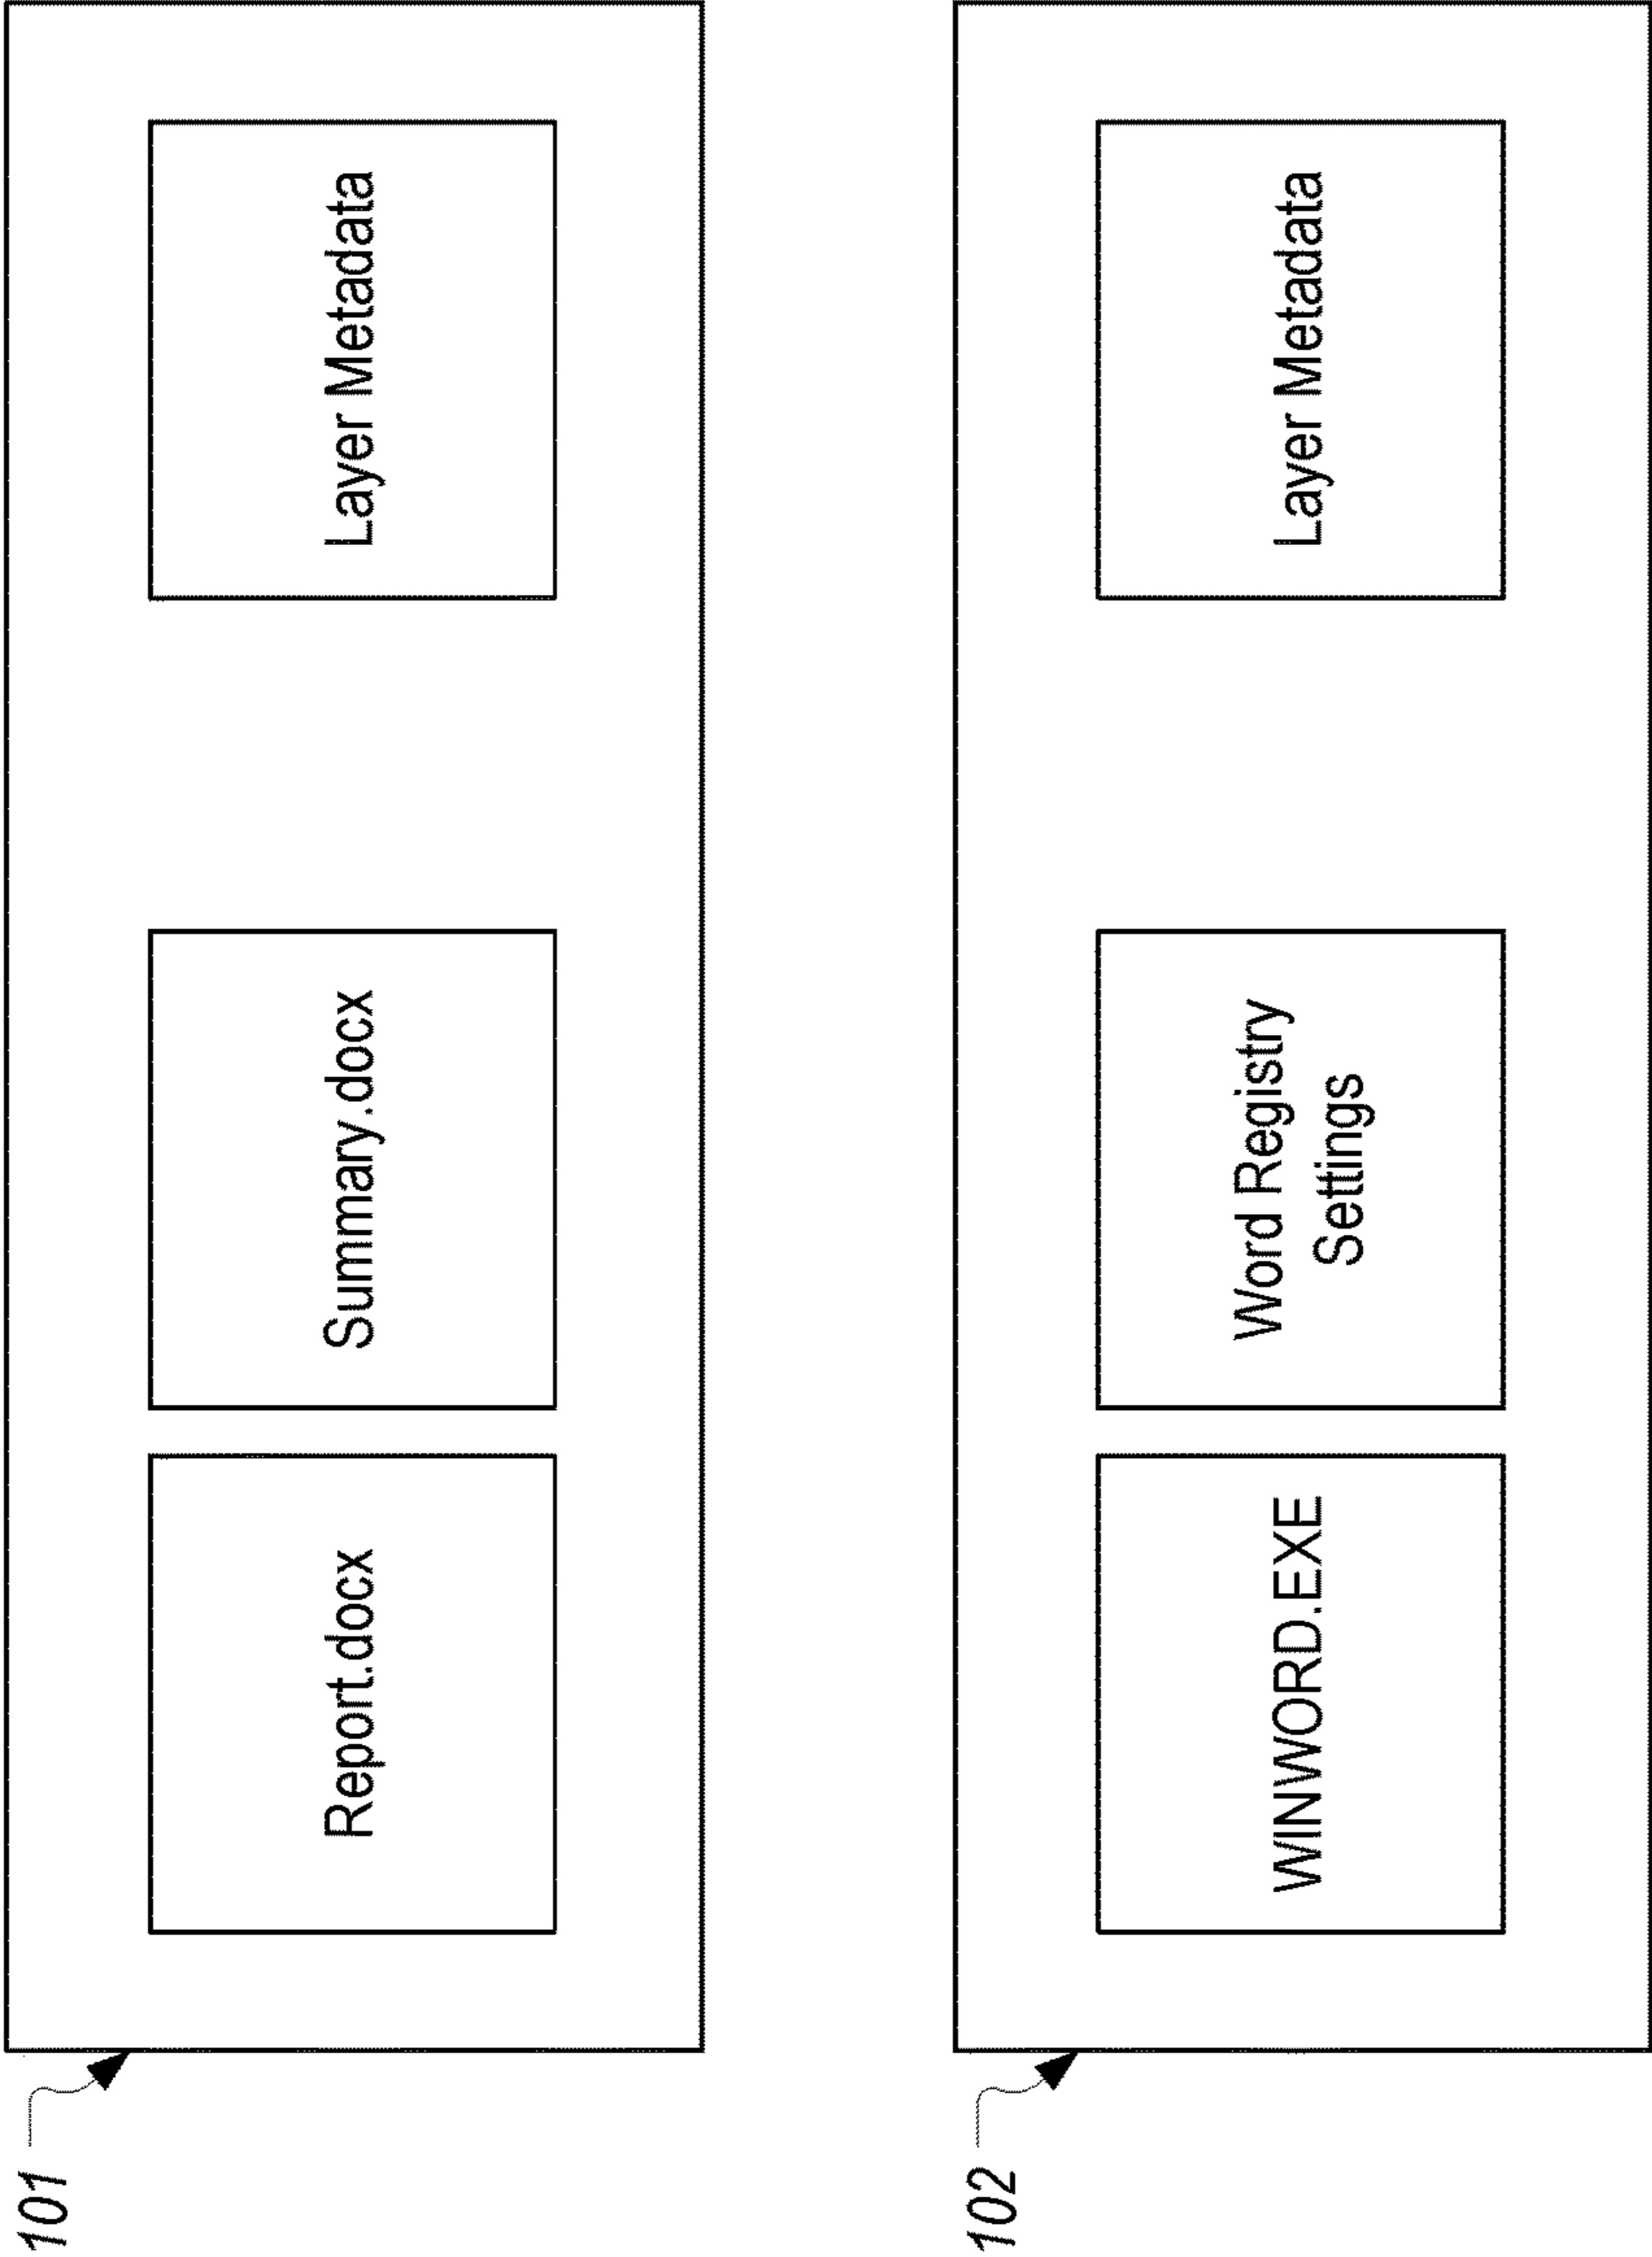 101
Report.docx
Summary.docx
Layer Metadata
102
WINWORD.EXE
Word Registry
Settings
Layer Metadata